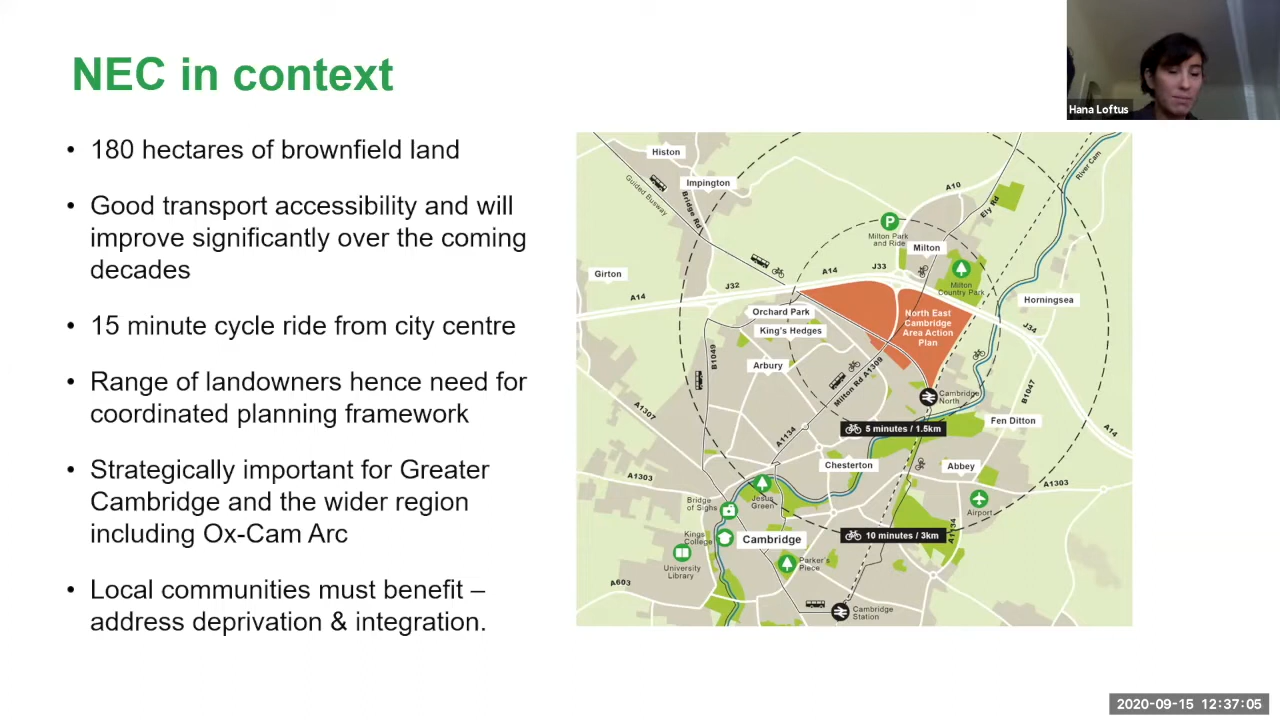 NEC in context
• 180 hectares of brownfield land
• Good transport accessibility and will
improve significantly over the coming
decades
• 15 minute cycle ride from city centre
• Range of landowners hence need for
coordinated planning framework
• Strategically important for Greater
Cambridge and the wider region
including Ox-Cam Arc
• Local communities must benefit –
address deprivation & integration.
Hana Loftus
Histon
Impington
Guided Busway
Bridge Rd
A10
Ely Rd
River Cam
P
Milton Park
and Ride
Milton
Girton
A14
J33
Milton
Country Park
J32
A14
Horningsea
Orchard Park
King's Hedges
North East
Cambridge
Area Action
Plan
J34
B1049
Arbury
Milton Rd A1309
Cambridge
North
B1047
A1307
5 minutes / 1.5km
Fen Ditton
A14
A1134
Chesterton
Abbey
A1303
A1303
Bridge
of Sighs
Jesus
Green
Airport
A1134
Kings
College
Cambridge
10 minutes / 3km
University
Library
Parker's
Piece
A603
Cambridge
Station
2020-09-15 12:37:05